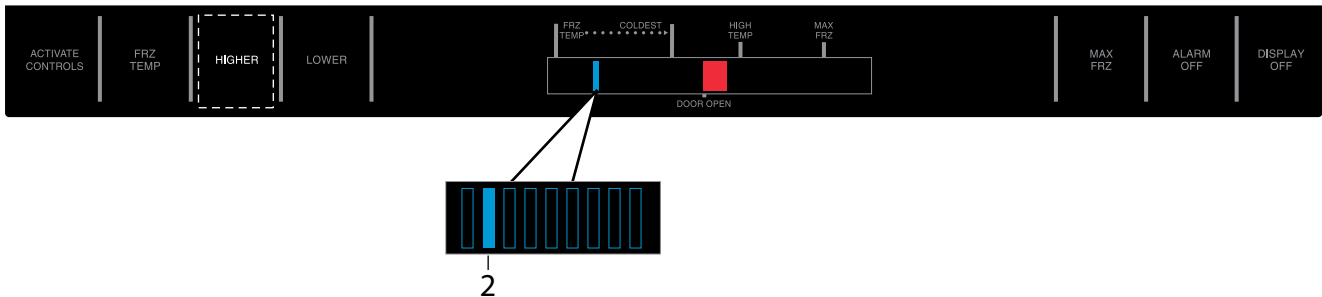 ACTIVATE
CONTROLS
FRZ
TEMP
HIGHER
LOWER
FRZ
TEMP
COLDEST
HIGH
TEMP
MAX
FRZ
DOOR OPEN
MAX
FRZ
ALARM
OFF
DISPLAY
OFF
2